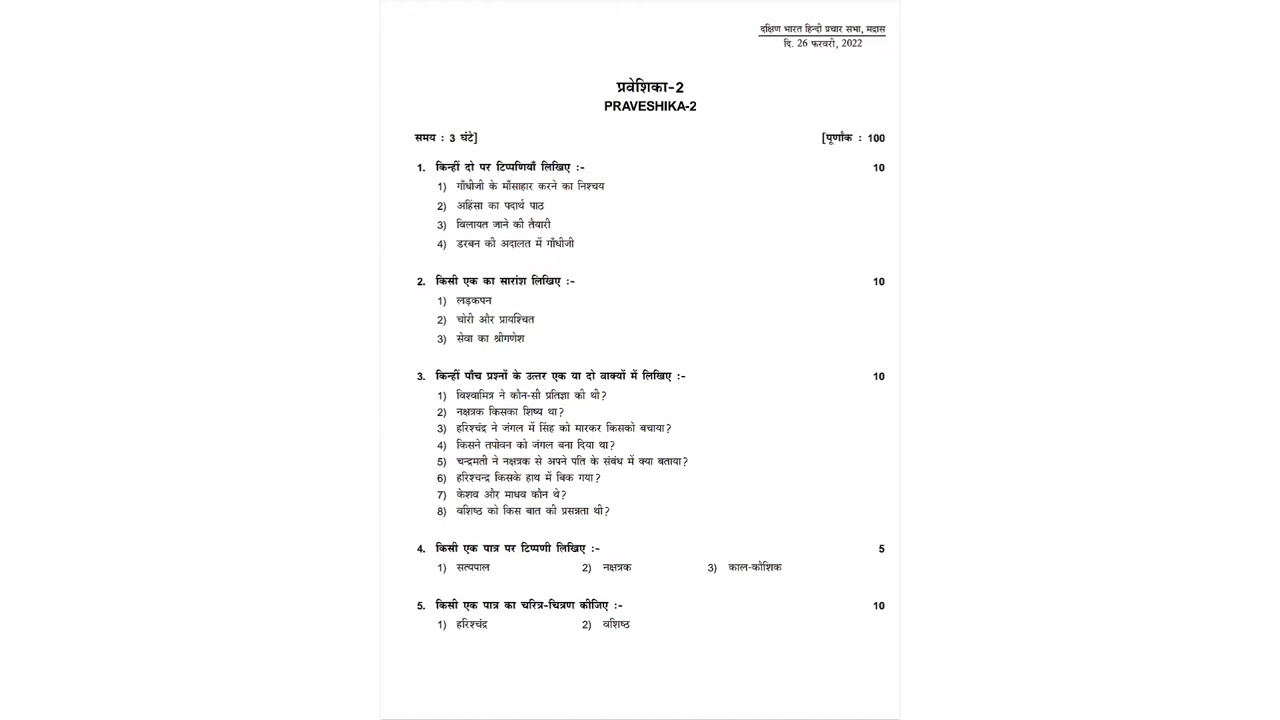 दक्षिण भारत हिन्दी प्रचार सभा, मद्रास
दि. 26 फरवरी, 2022
प्रवेशिका-2
PRAVESHIKA-2
समय : 3 घंटे] [पूर्णांक : 100
1. किन्हीं दो पर टिप्पणियाँ लिखिए :- 10
1) गाँधीजी के माँसाहार करने का निश्चय
2) अहिंसा का पदार्थ पाठ
3) विलायत जाने की तैयारी
4) डरबन की अदालत में गाँधीजी
2. किसी एक का सारांश लिखिए :- 10
1) लड़कपन
2) चोरी और प्रायश्चित
3) सेवा का श्रीगणेश
3. किन्हीं पाँच प्रश्नों के उत्तर एक या दो वाक्यों में लिखिए :- 10
1) विश्वामित्र ने कौन-सी प्रतिज्ञा की थी?
2) नक्षत्रक किसका शिष्य था?
3) हरिश्चंद्र ने जंगल में सिंह को मारकर किसको बचाया?
4) किसने तपोवन को जंगल बना दिया था?
5) चन्द्रमती ने नक्षत्रक से अपने पति के संबंध में क्या बताया?
6) हरिश्चन्द्र किसके हाथ में बिक गया?
7) केशव और माधव कौन थे?
8) वशिष्ठ को किस बात की प्रसन्नता थी?
4. किसी एक पात्र पर टिप्पणी लिखिए :- 5
1) सत्यपाल 2) नक्षत्रक 3) काल-कौशिक
5. किसी एक पात्र का चरित्र-चित्रण कीजिए :- 10
1) हरिश्चंद्र 2) वशिष्ठ